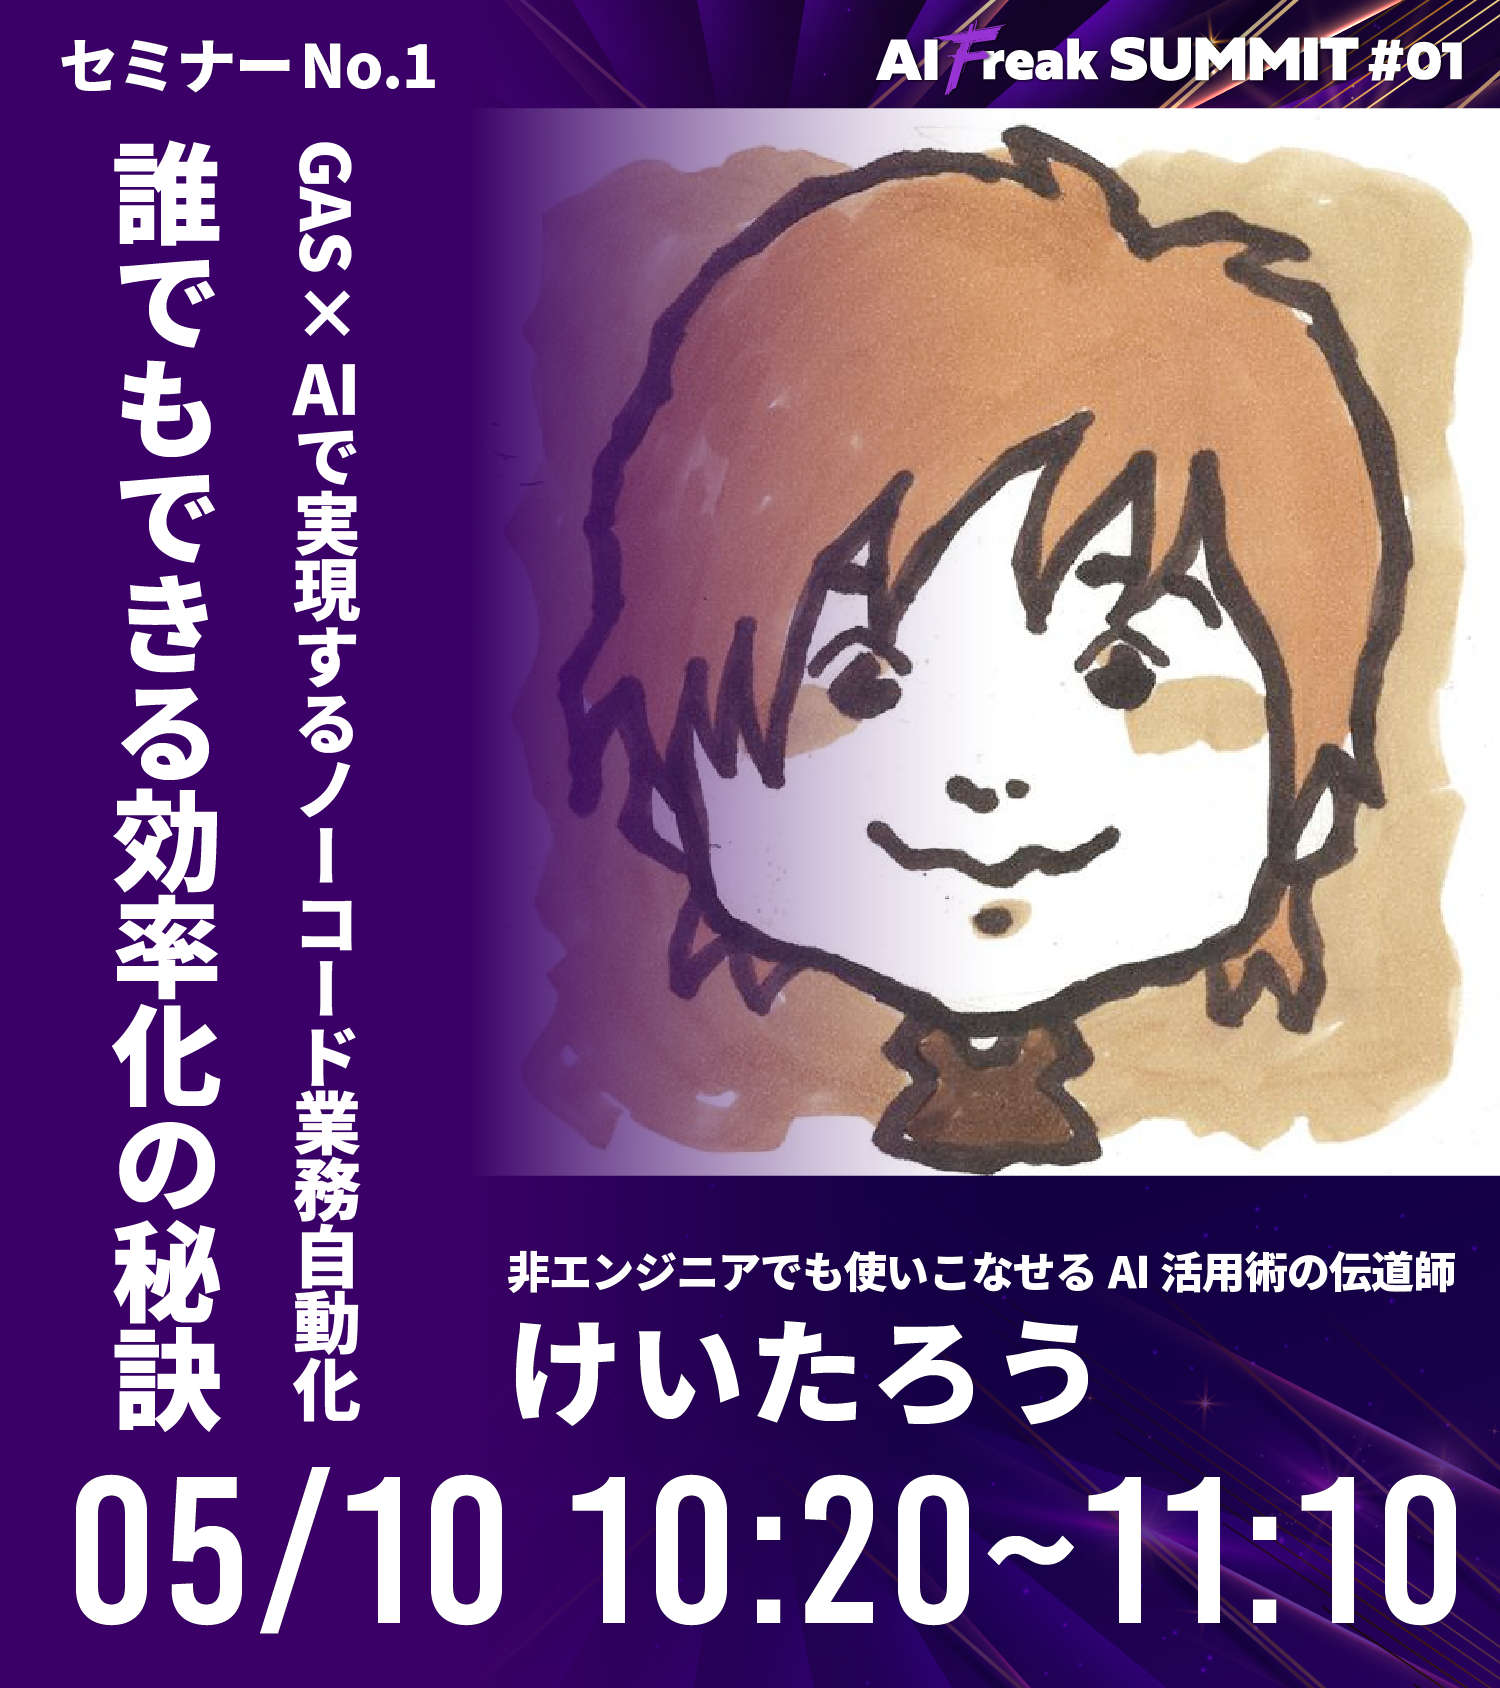 セミナーNo.1
AI Freak SUMMIT #01
GAS × AIで実現するノーコード業務自動化
誰でもできる効率化の秘訣
非エンジニアでも使いこなせる AI 活用術の伝道師
けいたろう
05/10 10:20~11:10